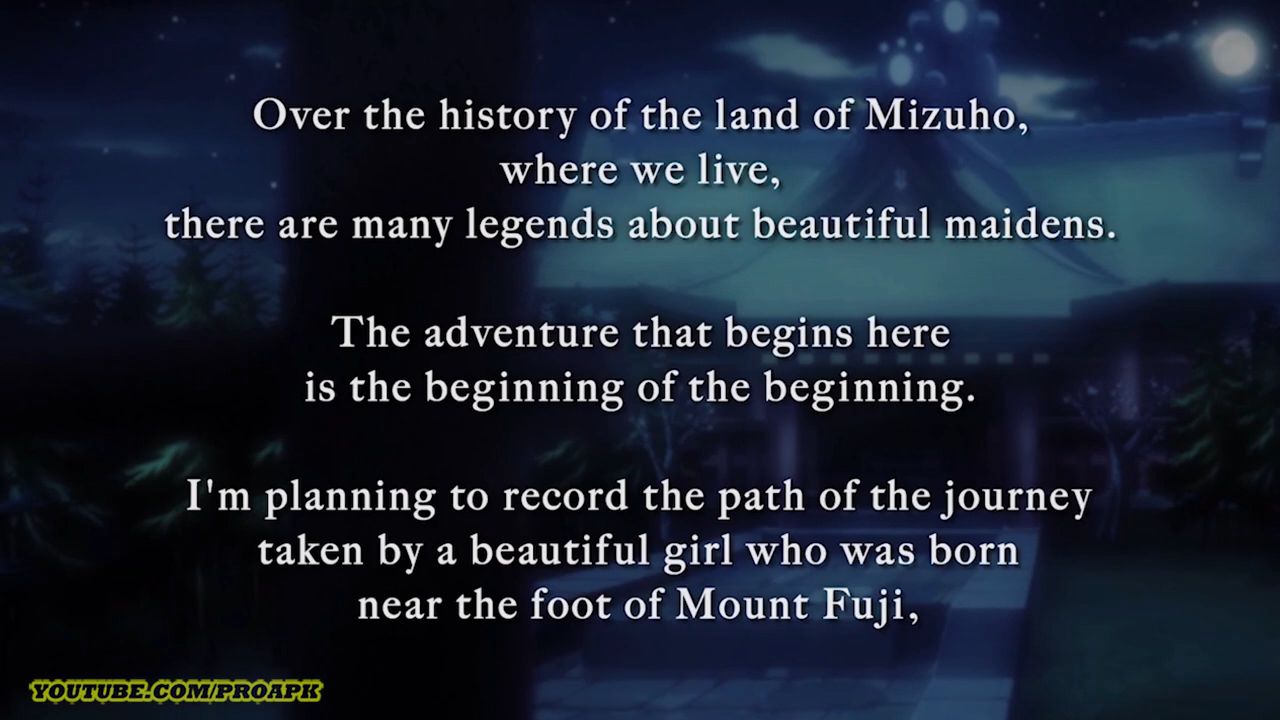 Over the history of the land of Mizuho,
where we live,
there are many legends about beautiful maidens.
The adventure that begins here
is the beginning of the beginning.
I'm planning to record the path of the journey
taken by a beautiful girl who was born
near the foot of Mount Fuji,
YOUTUBE.COM/PROAPK